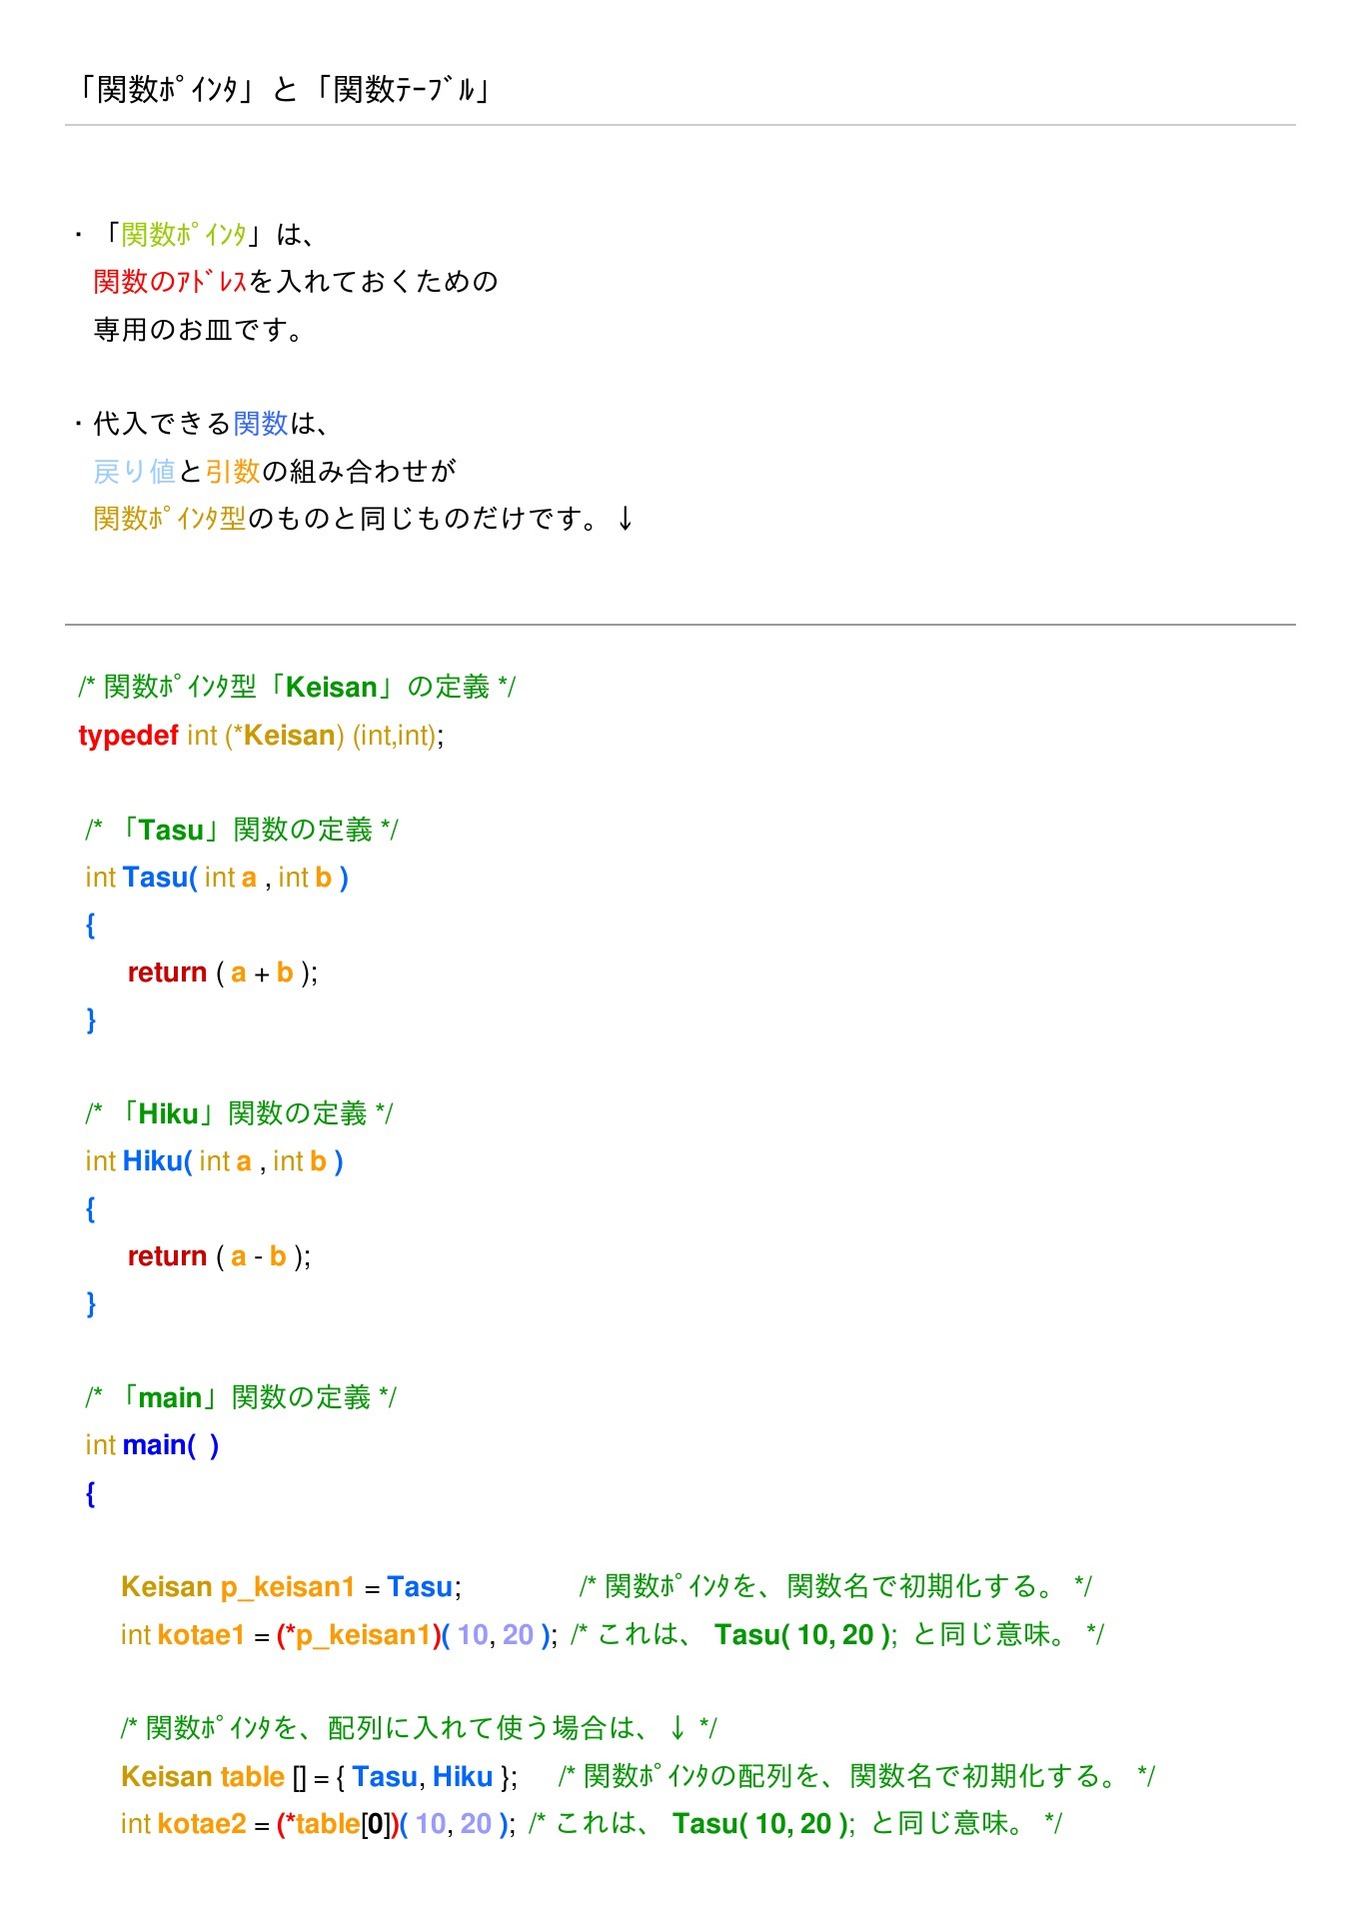 「関数ﾎﾟｲﾝﾀ」と「関数ﾃｰﾌﾞﾙ」
・「関数ﾎﾟｲﾝﾀ」は、
関数のｱﾄﾞﾚｽを入れておくための
専用のお皿です。
・代入できる関数は、
戻り値と引数の組み合わせが
関数ﾎﾟｲﾝﾀ型のものと同じものだけです。↓
/* 関数ﾎﾟｲﾝﾀ型「Keisan」の定義 */
typedef int (*Keisan) (int,int);
/* 「Tasu」関数の定義 */
int Tasu( int a , int b )
{
return ( a + b );
}
/* 「Hiku」関数の定義 */
int Hiku( int a , int b )
{
return ( a - b );
}
/* 「main」関数の定義 */
int main( )
{
Keisan p_keisan1 = Tasu; /* 関数ﾎﾟｲﾝﾀを、関数名で初期化する。 */
int kotae1 = (*p_keisan1)( 10, 20 ); /* これは、 Tasu( 10, 20 ); と同じ意味。 */
/* 関数ﾎﾟｲﾝﾀを、配列に入れて使う場合は、↓ */
Keisan table [] = { Tasu, Hiku }; /* 関数ﾎﾟｲﾝﾀの配列を、関数名で初期化する。 */
int kotae2 = (*table[0])( 10, 20 ); /* これは、 Tasu( 10, 20 ); と同じ意味。 */